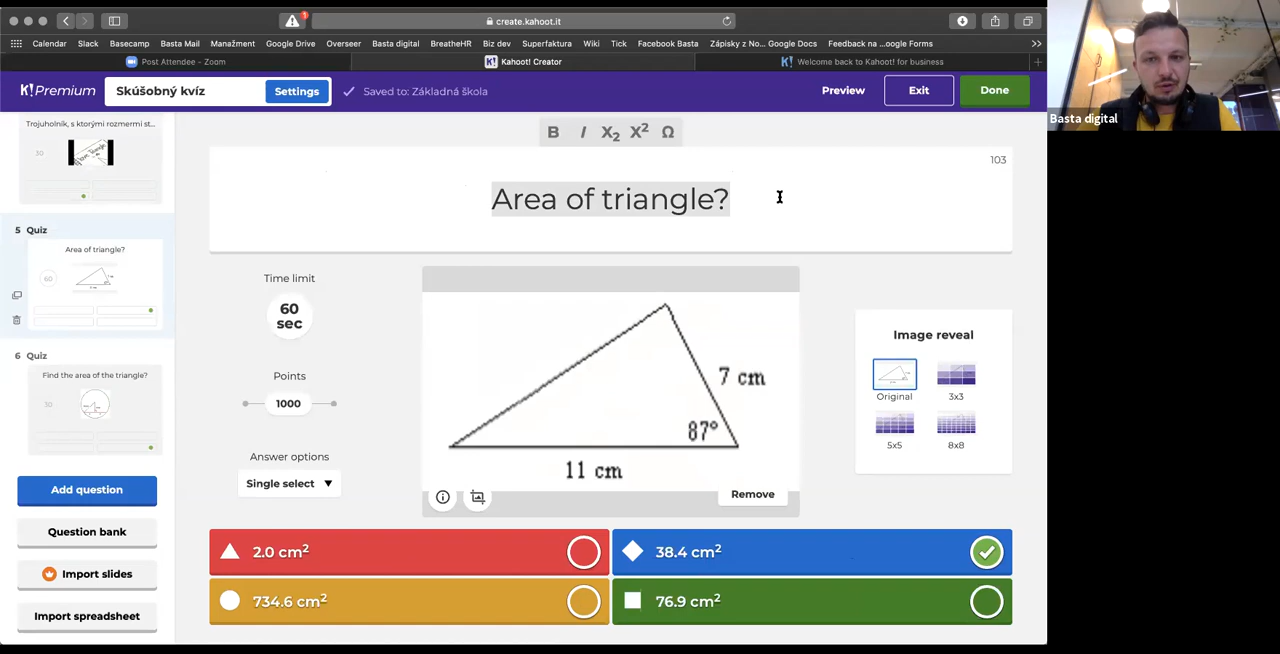 create.kahoot.it
Calendar Slack Basecamp Basta Mail Manažment Google Drive Overseer Basta digital BreatheHR Biz dev Superfaktura Wiki Tick Facebook Basta Zápisky z No... Google Docs Feedback na ...oogle Forms
Post Attendee - Zoom
K! Kahoot! Creator
K! Welcome back to Kahoot! for business
K! Premium
Skúšobný kvíz
Settings
Saved to: Základná škola
Preview
Exit
Done
Basta digital
B I X2 X² Ω
Trojuholník, s ktorými rozmermi st...
30
103
Area of triangle?
5 Quiz
Area of triangle?
60
Time limit
60
sec
Points
1000
Answer options
Single select
7 cm
87°
11 cm
Remove
Image reveal
Original
3x3
5x5
8x8
6 Quiz
Find the area of the triangle?
30
Add question
Question bank
Import slides
Import spreadsheet
2.0 cm²
38.4 cm²
734.6 cm²
76.9 cm²